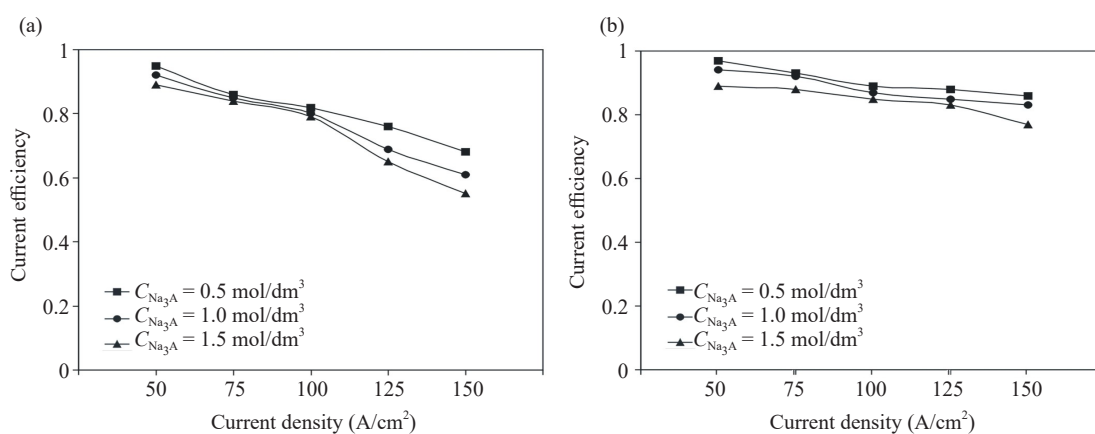 (a)
1
0.8
0.6
0.4
0.2
0
Current efficiency
C_Na₃A = 0.5 mol/dm³
C_Na₃A = 1.0 mol/dm³
C_Na₃A = 1.5 mol/dm³
50 75 100 125 150
Current density (A/cm²)
(b)
1
0.8
0.6
0.4
0.2
0
Current efficiency
C_Na₃A = 0.5 mol/dm³
C_Na₃A = 1.0 mol/dm³
C_Na₃A = 1.5 mol/dm³
50 75 100 125 150
Current density (A/cm²)